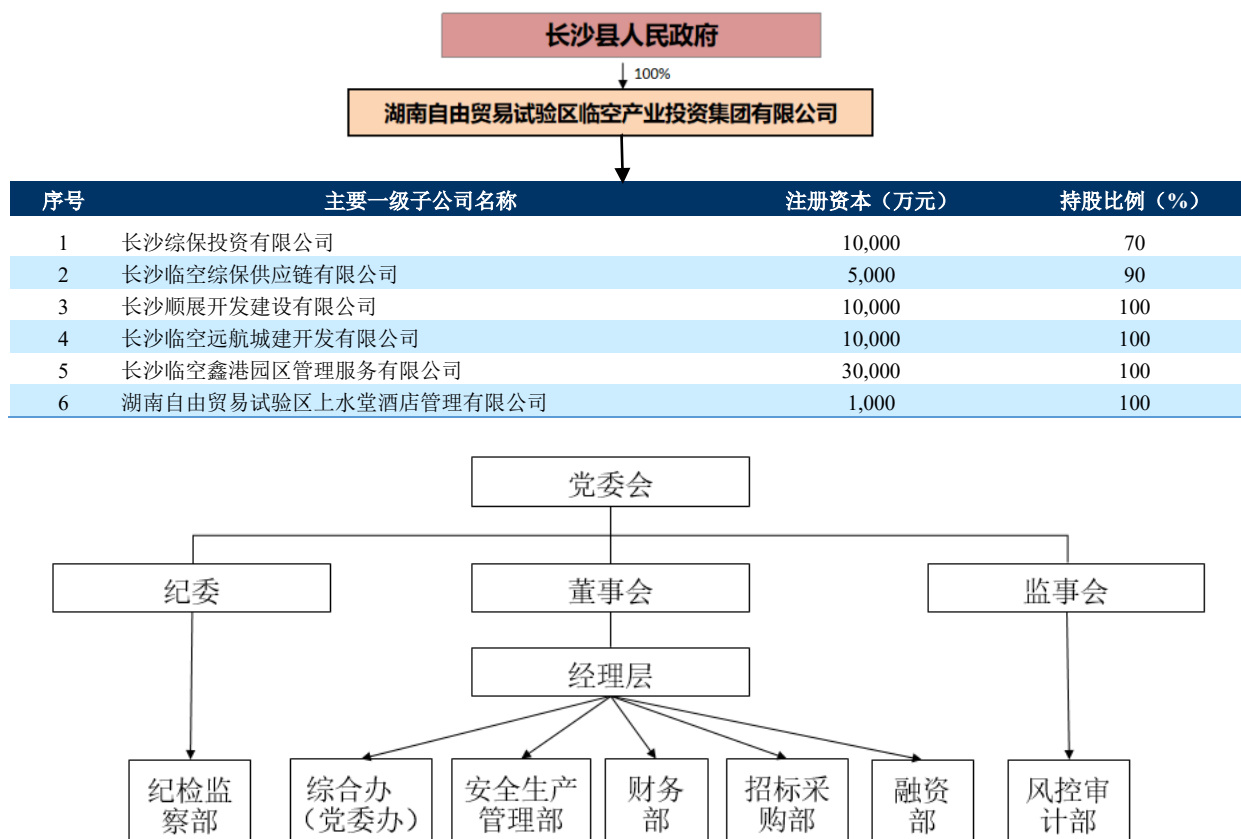 长沙县人民政府
100%
湖南自由贸易试验区临空产业投资集团有限公司
序号 主要一级子公司名称 注册资本（万元） 持股比例（%）
1 长沙综保投资有限公司 10,000 70
2 长沙临空综保供应链有限公司 5,000 90
3 长沙顺展开发建设有限公司 10,000 100
4 长沙临空远航城建开发有限公司 10,000 100
5 长沙临空鑫港园区管理服务有限公司 30,000 100
6 湖南自由贸易试验区上水堂酒店管理有限公司 1,000 100
党委会
纪委 董事会 监事会
经理层
纪检监 综合办 安全生产 财务 招标采 融资 风控审
察部 （党委办） 管理部 部 购部 部 计部